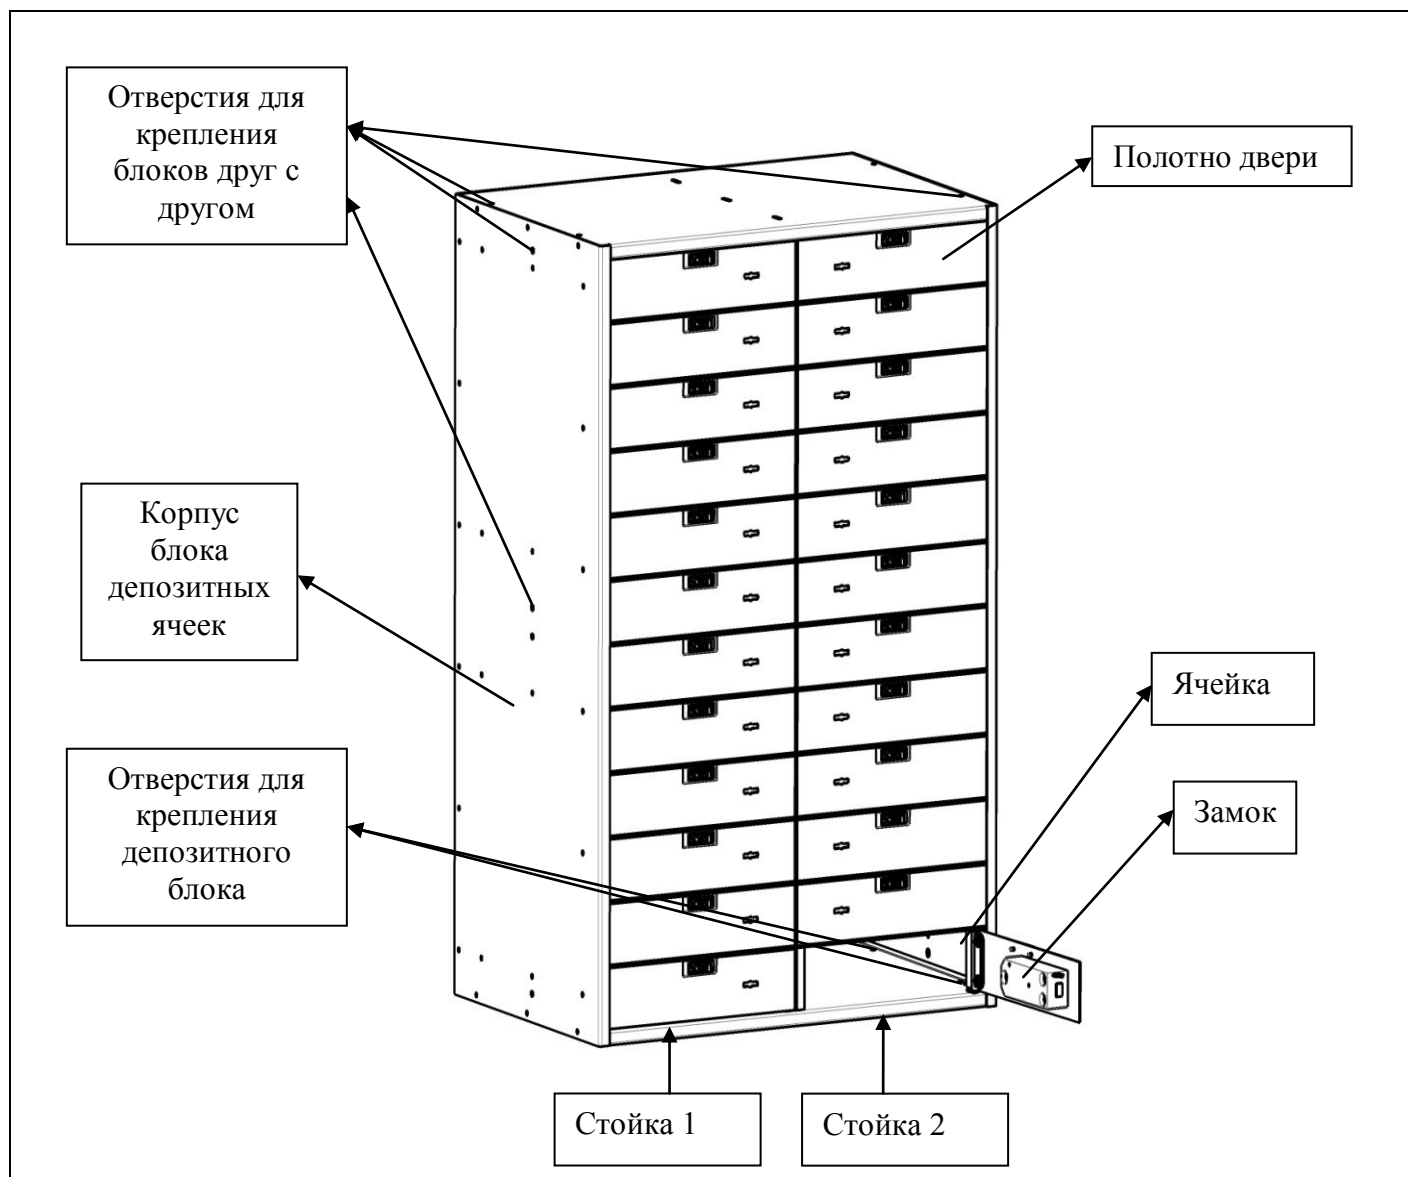 Отверстия для
крепления
блоков друг с
другом
Полотно двери
Корпус
блока
депозитных
ячеек
Ячейка
Отверстия для
крепления
депозитного
блока
Замок
Стойка 1
Стойка 2